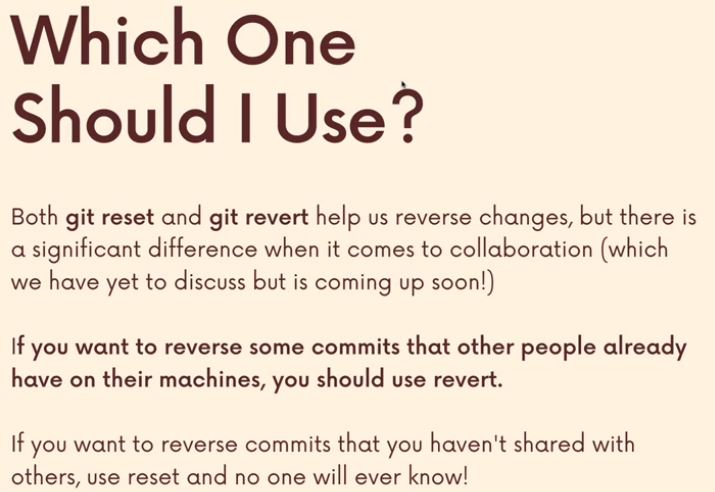 Which One
Should I Use?
Both git reset and git revert help us reverse changes, but there is
a significant difference when it comes to collaboration (which
we have yet to discuss but is coming up soon!)
If you want to reverse some commits that other people already
have on their machines, you should use revert.
If you want to reverse commits that you haven't shared with
others, use reset and no one will ever know!